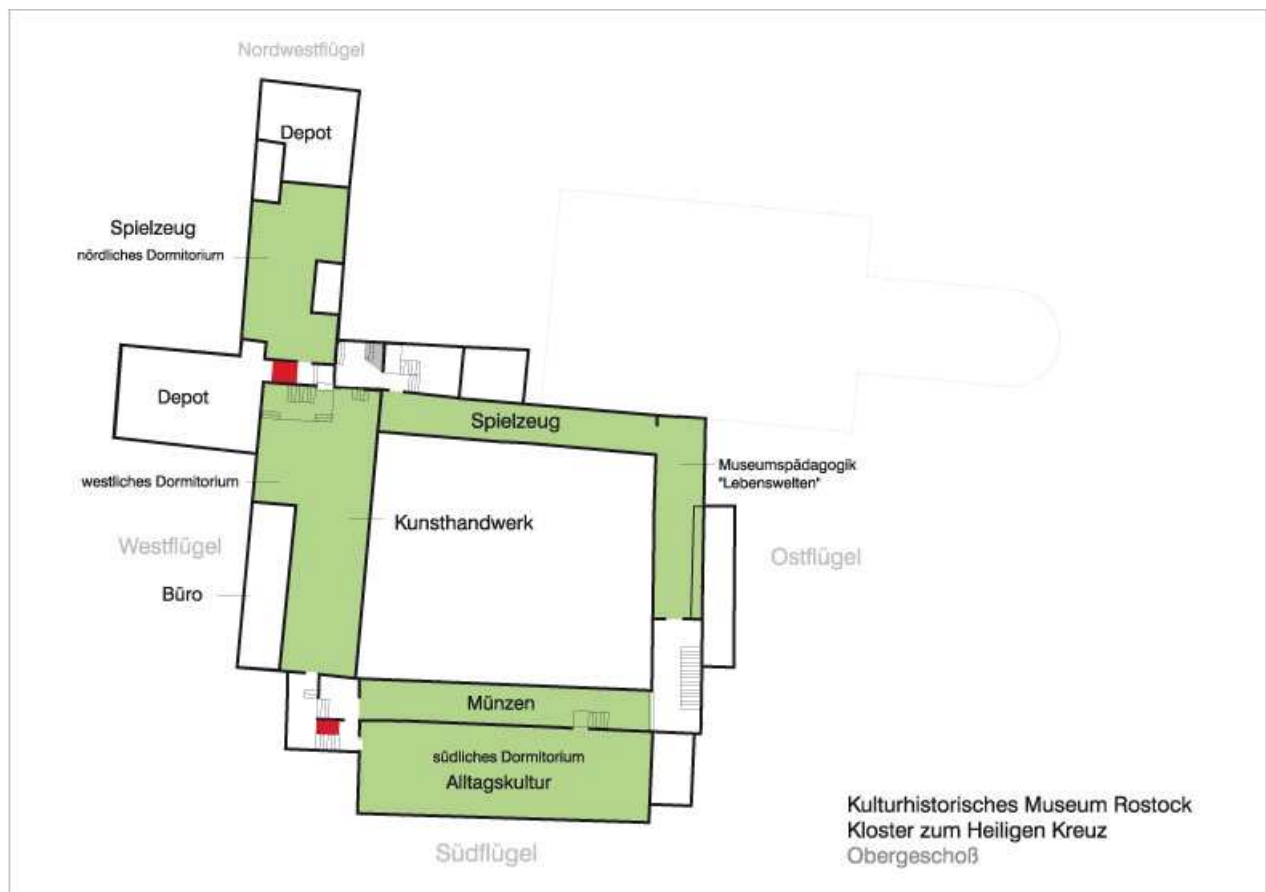 Nordwestflügel
Depot
Spielzeug
nördliches Dormitorium
Depot
Spielzeug
Museumspädagogik
"Lebenswelten"
westliches Dormitorium
Kunsthandwerk
Westflügel
Ostflügel
Büro
Münzen
südliches Dormitorium
Alltagskultur
Südflügel
Kulturhistorisches Museum Rostock
Kloster zum Heiligen Kreuz
Obergeschoß